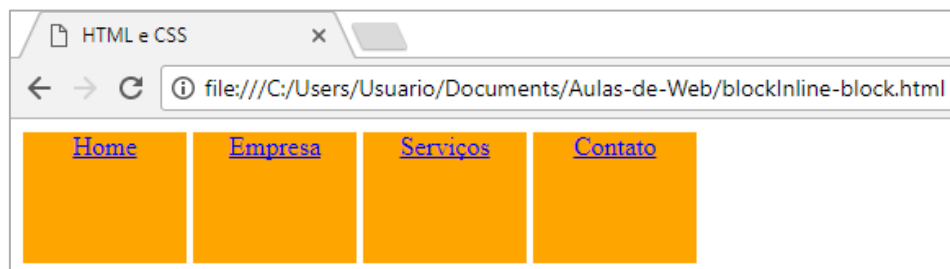 HTML e CSS
file:///C:/Users/Usuario/Documents/Aulas-de-Web/blockInline-block.html
Home Empresa Serviços Contato